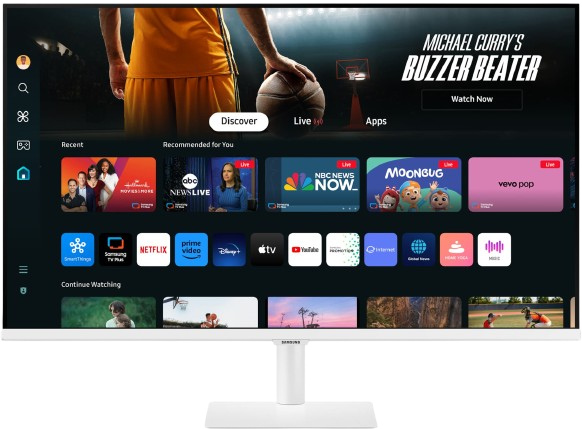 MICHAEL CURRY'S
BUZZER BEATER
Watch Now
Discover
Live
Apps
Recent
Recommended for You
Hallmark
MOVIES & MORE
abc
NEWS LIVE
Live
NBC NEWS
NOW
Live
MOONBUG
Live
vevo pop
Live
SmartThings
Samsung
TV Plus
NETFLIX
prime
video
Disney+
tv
YouTube
PROMOTION
Internet
Global News
MUSIC
Continue Watching
SAMSUNG